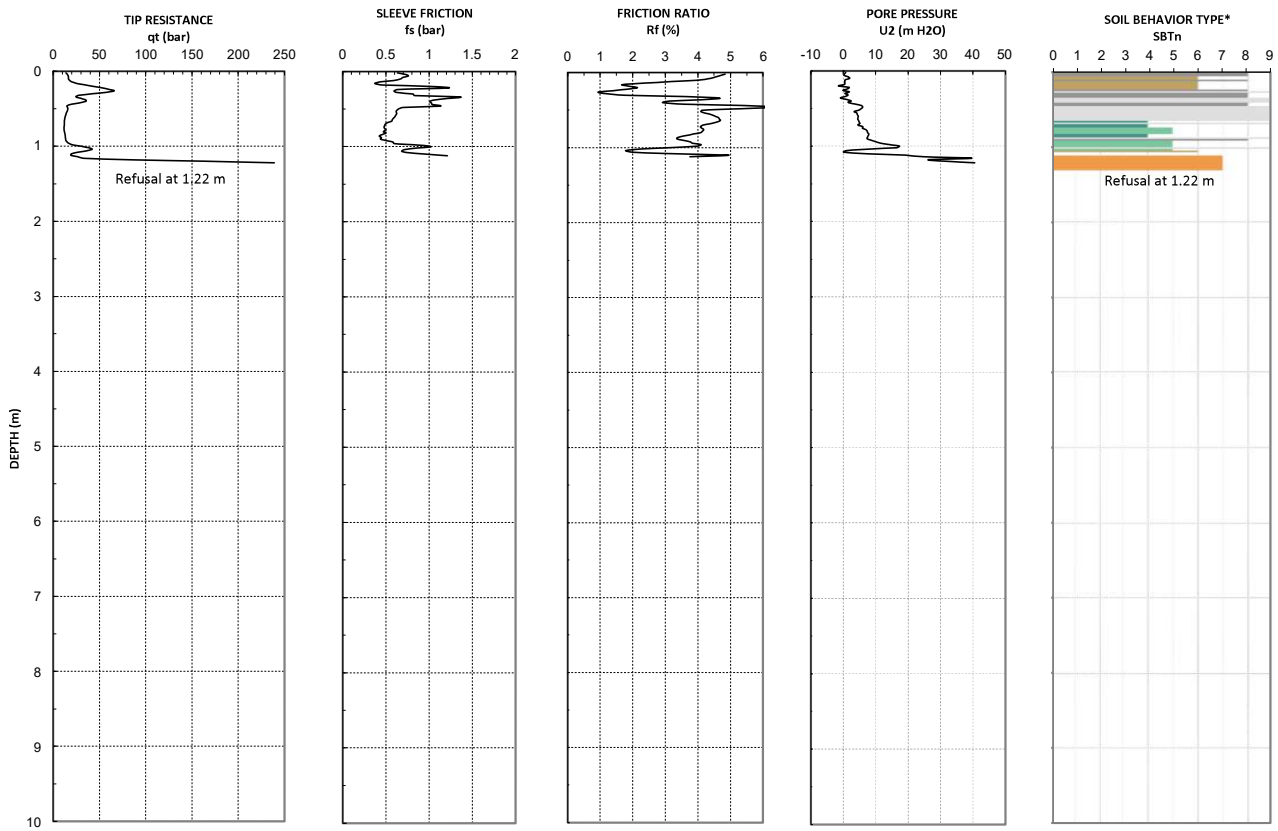 TIP RESISTANCE
qt (bar)
0 50 100 150 200 250
SLEEVE FRICTION
fs (bar)
0 0.5 1 1.5 2
FRICTION RATIO
Rf (%)
0 1 2 3 4 5 6
PORE PRESSURE
U2 (m H2O)
-10 0 10 20 30 40 50
SOIL BEHAVIOR TYPE*
SBTn
0 1 2 3 4 5 6 7 8 9
DEPTH (m)
0
1
2
3
4
5
6
7
8
9
10
Refusal at 1.22 m
Refusal at 1.22 m